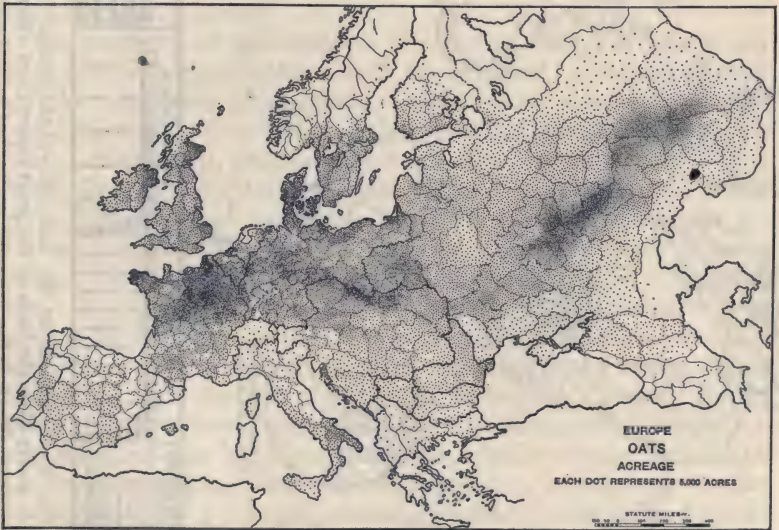 EUROPE
OATS
ACREAGE
EACH DOT REPRESENTS 5,000 ACRES
STATUTE MILES